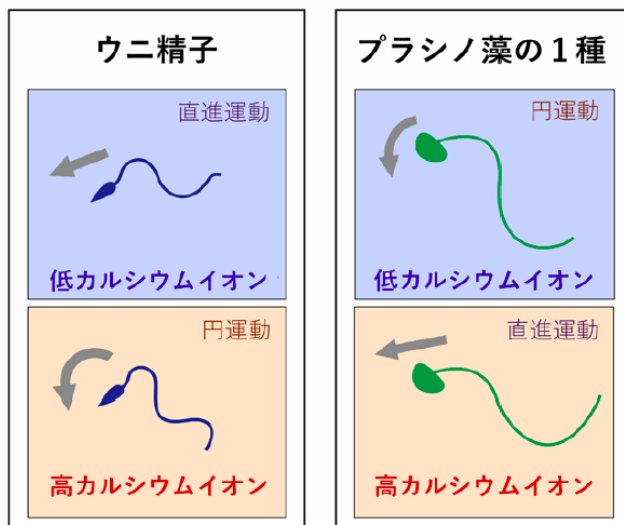 ウニ精子
直進運動
低カルシウムイオン
円運動
高カルシウムイオン
プラシノ藻の1種
円運動
低カルシウムイオン
直進運動
高カルシウムイオン